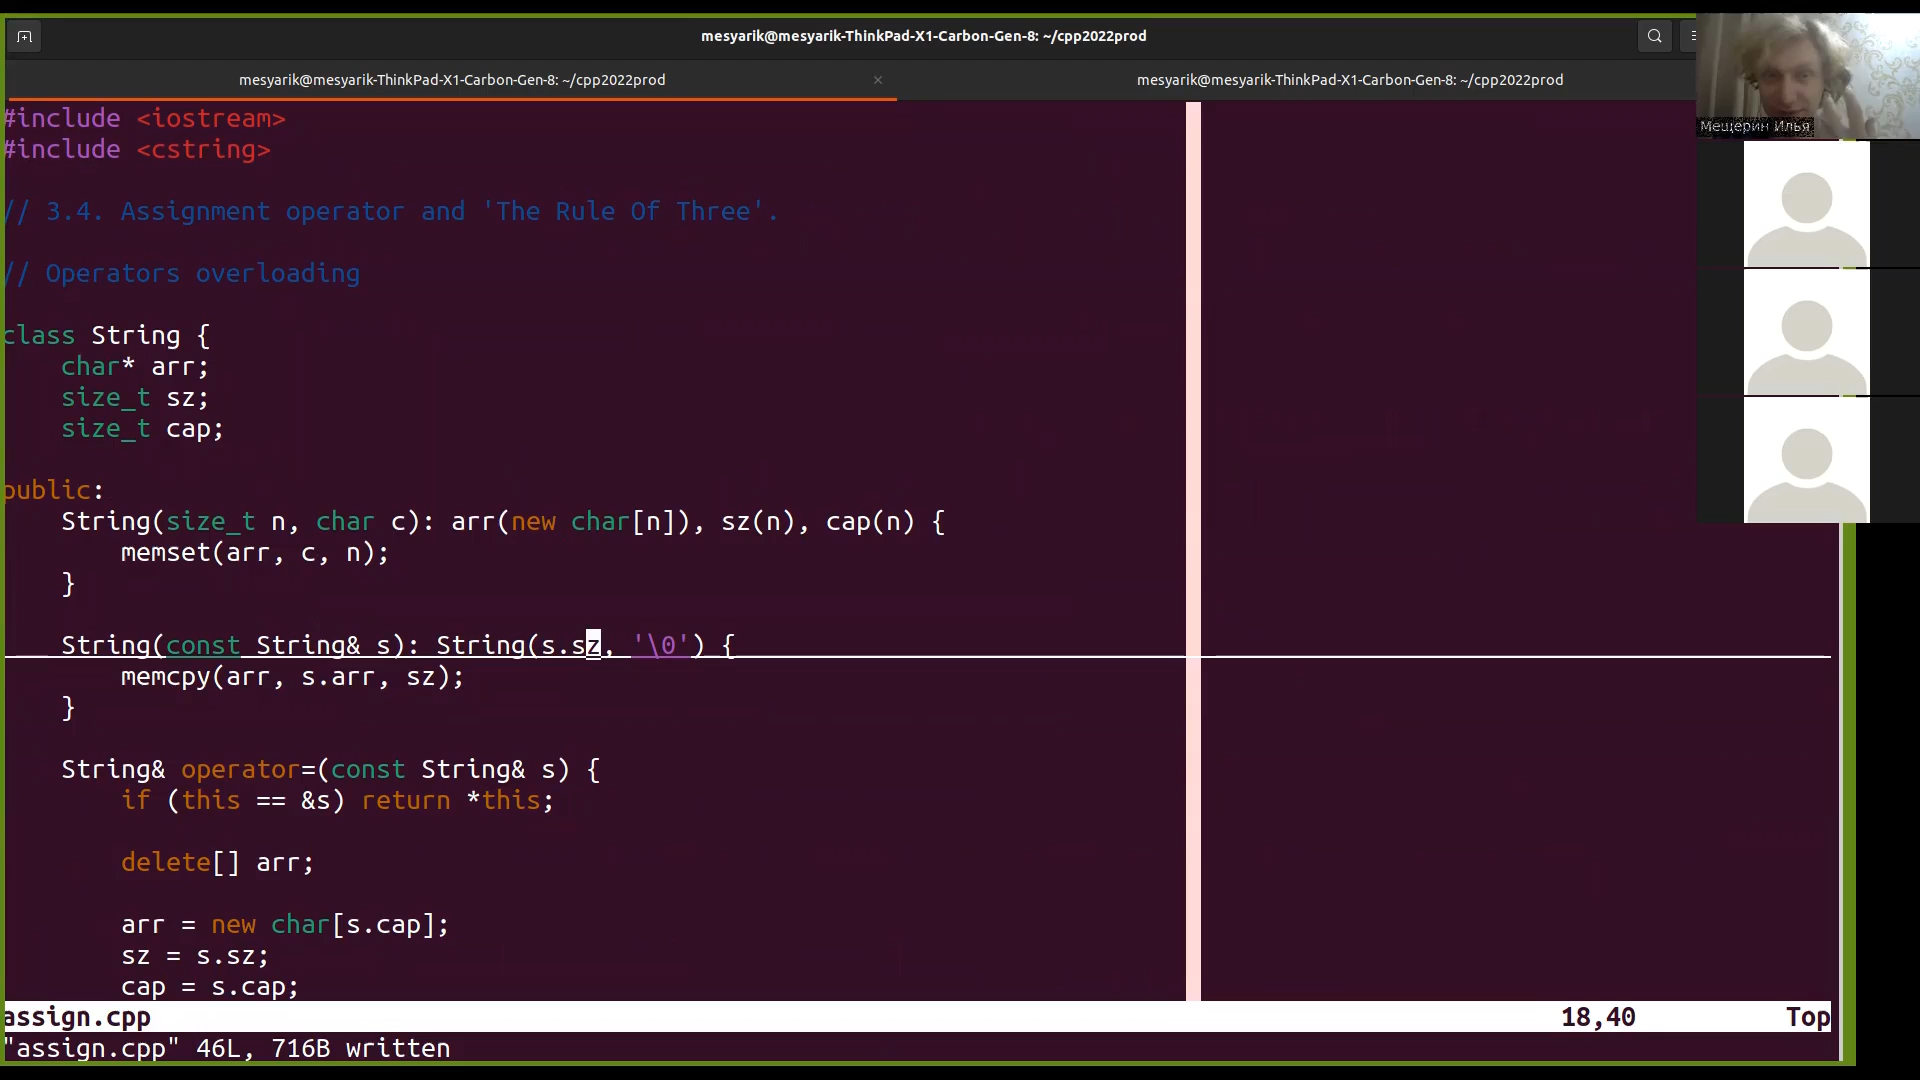 mesyarik@mesyarik-ThinkPad-X1-Carbon-Gen-8: ~/cpp2022prod
mesyarik@mesyarik-ThinkPad-X1-Carbon-Gen-8: ~/cpp2022prod
mesyarik@mesyarik-ThinkPad-X1-Carbon-Gen-8: ~/cpp2022prod
Мещерин Илья
#include <iostream>
#include <cstring>
// 3.4. Assignment operator and 'The Rule Of Three'.
// Operators overloading
class String {
    char* arr;
    size_t sz;
    size_t cap;
public:
    String(size_t n, char c): arr(new char[n]), sz(n), cap(n) {
        memset(arr, c, n);
    }
    String(const String& s): String(s.sz, '\0') {
        memcpy(arr, s.arr, sz);
    }
    String& operator=(const String& s) {
        if (this == &s) return *this;
        delete[] arr;
        arr = new char[s.cap];
        sz = s.sz;
        cap = s.cap;
assign.cpp 18,40 Top
"assign.cpp" 46L, 716B written